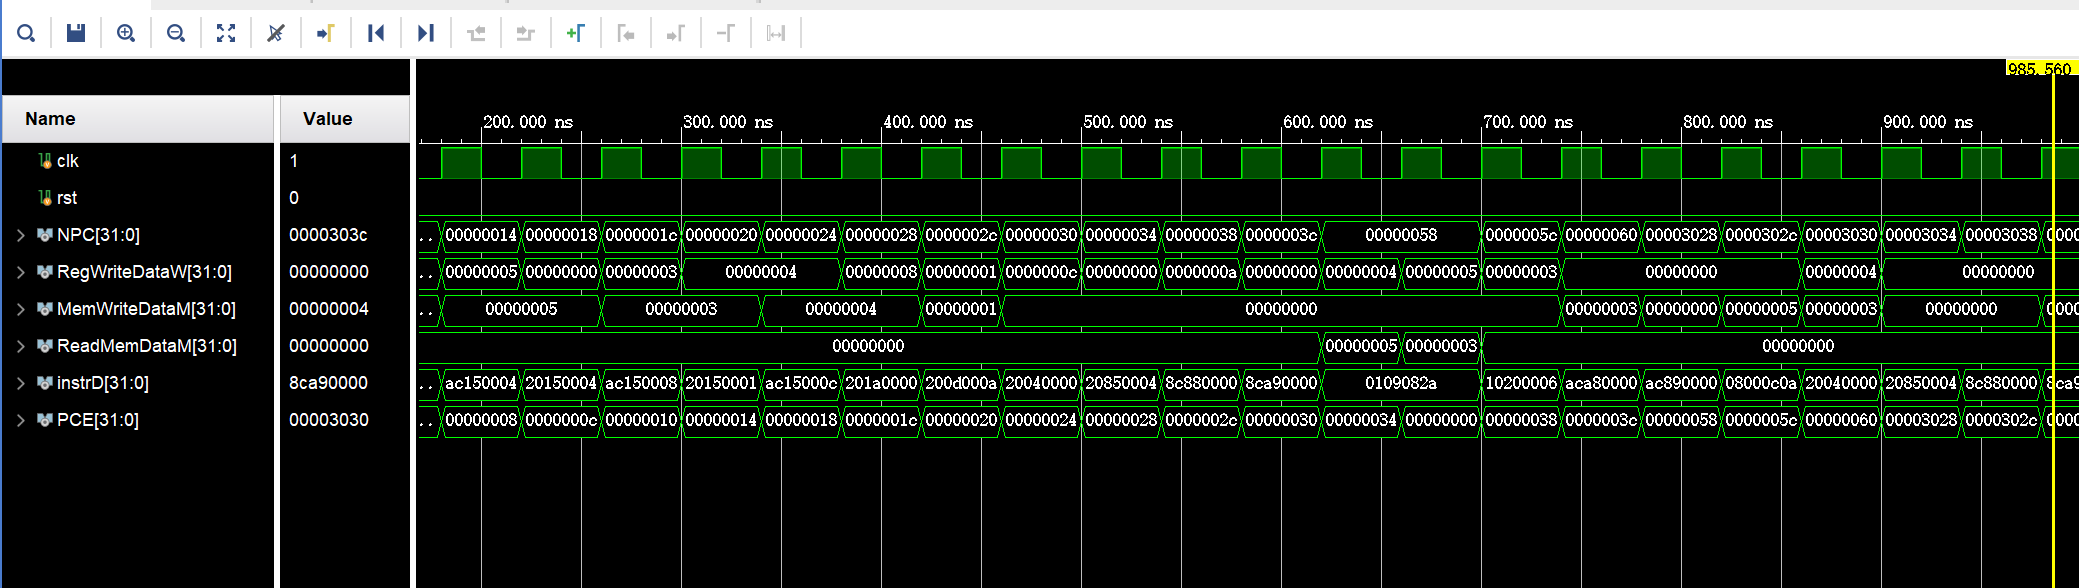 985.560
Name Value
200.000 ns 300.000 ns 400.000 ns 500.000 ns 600.000 ns 700.000 ns 800.000 ns 900.000 ns
clk 1
rst 0
NPC[31:0] 0000303c .. 00000014 00000018 0000001c 00000020 00000024 00000028 0000002c 00000030 00000034 00000038 0000003c 00000058 0000005c 00000060 00003028 0000302c 00003030 00003034 00003038 0000
RegWriteDataW[31:0] 00000000 .. 00000005 00000000 00000003 00000004 00000008 00000001 0000000c 00000000 0000000a 00000000 00000004 00000005 00000003 00000000 00000004 00000000
MemWriteDataM[31:0] 00000004 .. 00000005 00000003 00000004 00000001 00000000 00000003 00000000 00000005 00000003 00000000 0000
ReadMemDataM[31:0] 00000000 00000000 00000005 00000003 00000000
instrD[31:0] 8ca90000 .. ac150004 20150004 ac150008 20150001 ac15000c 201a0000 200d000a 20040000 20850004 8c880000 8ca90000 0109082a 10200006 aca80000 ac890000 08000c0a 20040000 20850004 8c880000 8ca9
PCE[31:0] 00003030 .. 00000008 0000000c 00000010 00000014 00000018 0000001c 00000020 00000024 00000028 0000002c 00000030 00000034 00000000 00000038 0000003c 00000058 0000005c 00000060 00003028 0000302c 0000